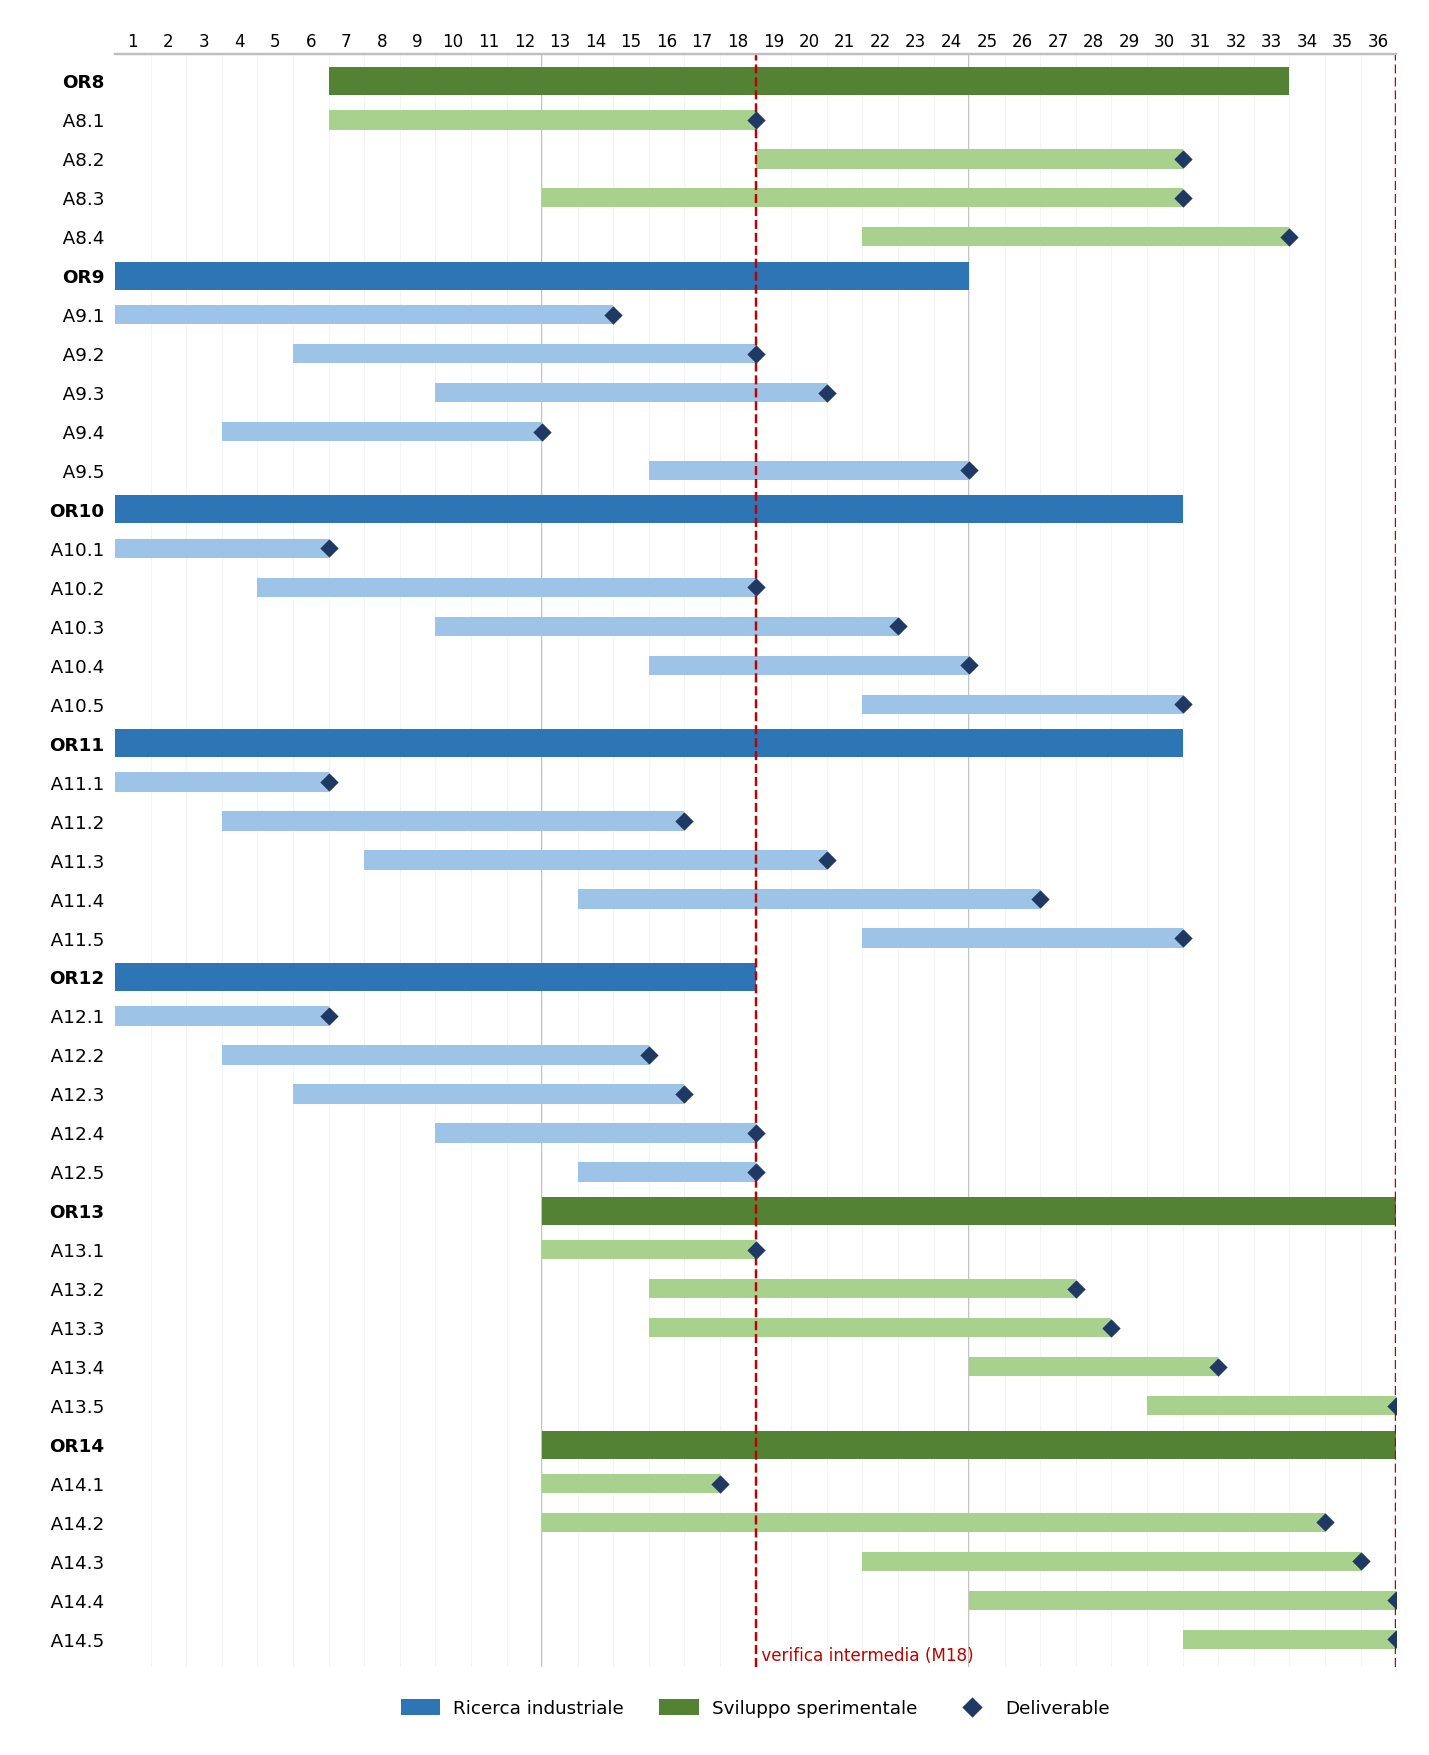 1 2 3 4 5 6 7 8 9 10 11 12 13 14 15 16 17 18 19 20 21 22 23 24 25 26 27 28 29 30 31 32 33 34 35 36
OR8
A8.1
A8.2
A8.3
A8.4
OR9
A9.1
A9.2
A9.3
A9.4
A9.5
OR10
A10.1
A10.2
A10.3
A10.4
A10.5
OR11
A11.1
A11.2
A11.3
A11.4
A11.5
OR12
A12.1
A12.2
A12.3
A12.4
A12.5
OR13
A13.1
A13.2
A13.3
A13.4
A13.5
OR14
A14.1
A14.2
A14.3
A14.4
A14.5
verifica intermedia (M18)
Ricerca industriale Sviluppo sperimentale Deliverable